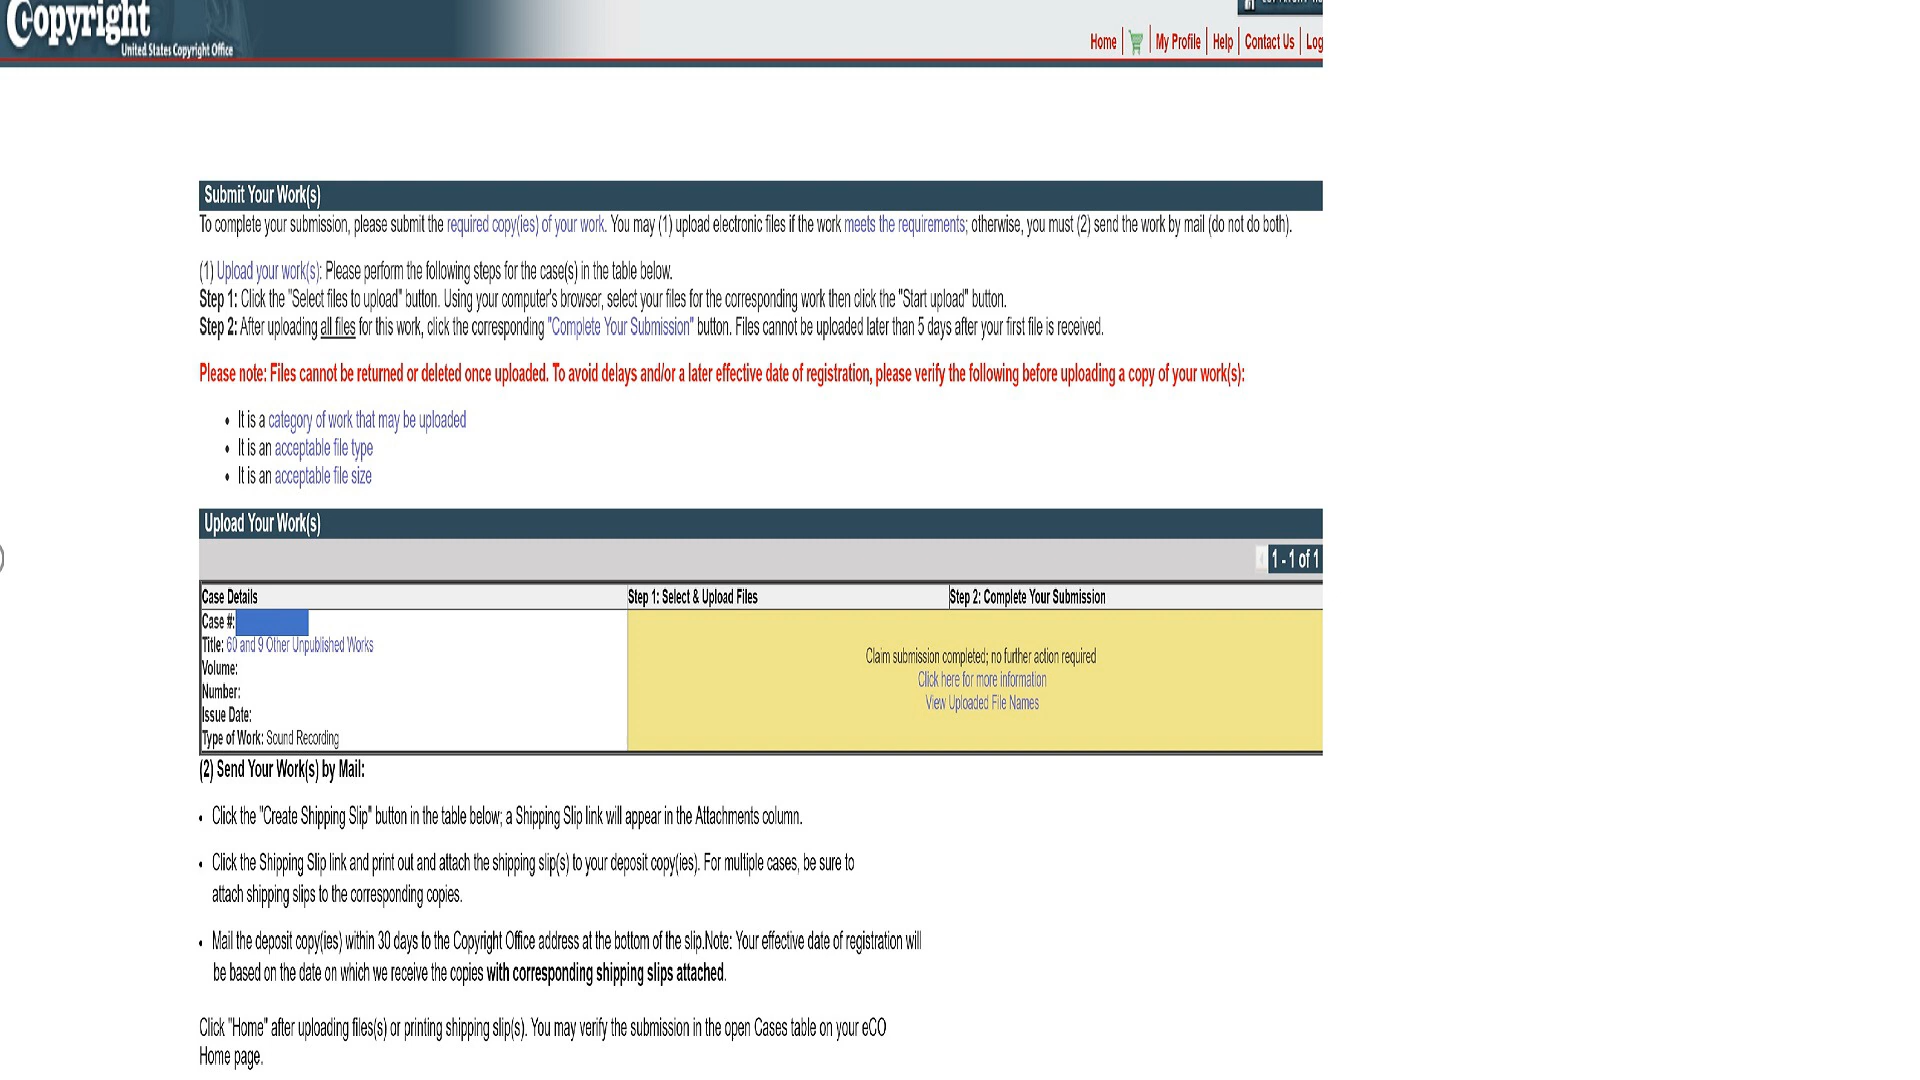 Copyright
United States Copyright Office
Home
My Profile
Help
Contact Us
Log
Submit Your Work(s)
To complete your submission, please submit the required copy(ies) of your work. You may (1) upload electronic files if the work meets the requirements; otherwise, you must (2) send the work by mail (do not do both).
(1) Upload your work(s): Please perform the following steps for the case(s) in the table below.
Step 1: Click the "Select files to upload" button. Using your computer's browser, select your files for the corresponding work then click the "Start upload" button.
Step 2: After uploading all files for this work, click the corresponding "Complete Your Submission" button. Files cannot be uploaded later than 5 days after your first file is received.
Please note: Files cannot be returned or deleted once uploaded. To avoid delays and/or a later effective date of registration, please verify the following before uploading a copy of your work(s):
• It is a category of work that may be uploaded
• It is an acceptable file type
• It is an acceptable file size
Upload Your Work(s)
1 - 1 of 1
Case Details
Step 1: Select & Upload Files
Step 2: Complete Your Submission
Case #:
Title: 60 and 9 Other Unpublished Works
Volume:
Number:
Issue Date:
Type of Work: Sound Recording
Claim submission completed; no further action required
Click here for more information
View Uploaded File Names
(2) Send Your Work(s) by Mail:
• Click the "Create Shipping Slip" button in the table below; a Shipping Slip link will appear in the Attachments column.
• Click the Shipping Slip link and print out and attach the shipping slip(s) to your deposit copy(ies). For multiple cases, be sure to
attach shipping slips to the corresponding copies.
• Mail the deposit copy(ies) within 30 days to the Copyright Office address at the bottom of the slip.Note: Your effective date of registration will
be based on the date on which we receive the copies with corresponding shipping slips attached.
Click "Home" after uploading files(s) or printing shipping slip(s). You may verify the submission in the open Cases table on your eCO
Home page.